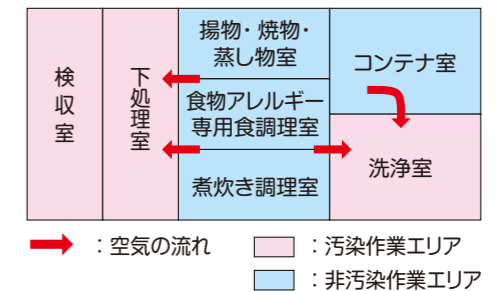 検収室
下処理室
揚物・焼物・
蒸し物室
食物アレルギー
専用食調理室
煮炊き調理室
コンテナ室
洗浄室
：空気の流れ
：汚染作業エリア
：非汚染作業エリア